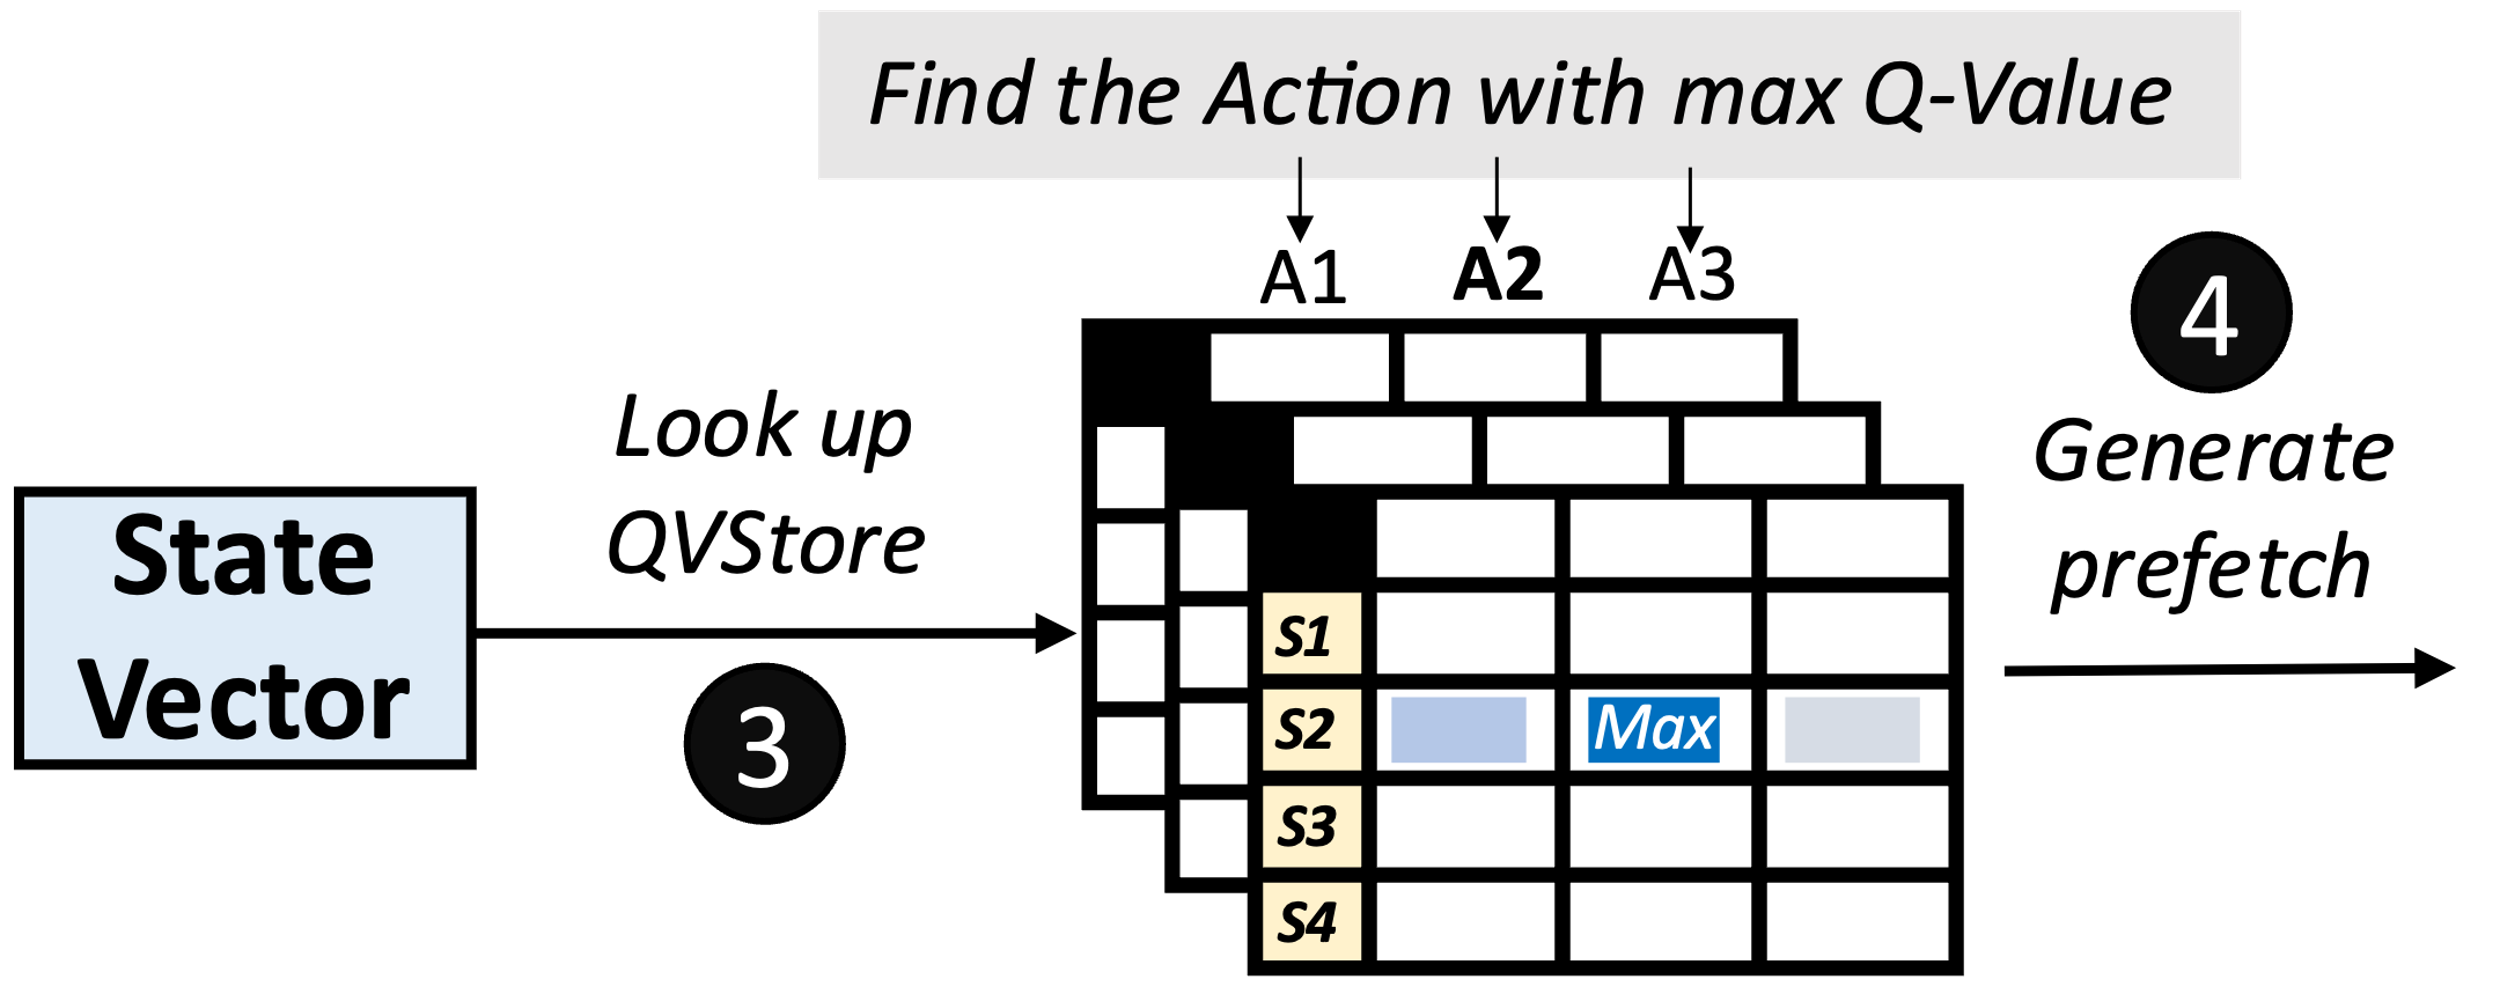 Find the Action with max Q-Value
A1 A2 A3
4
Look up
QVStore
Generate
prefetch
State
Vector
3
S1
S2 Max
S3
S4